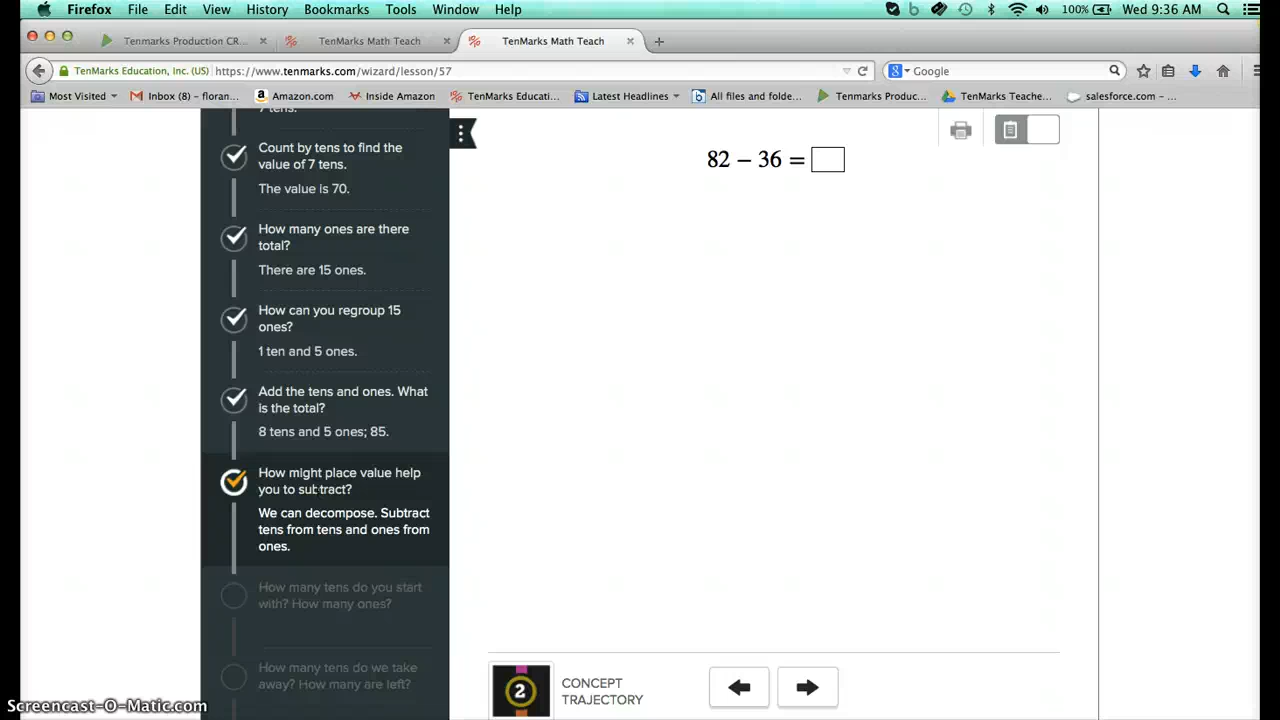 Firefox File Edit View History Bookmarks Tools Window Help 100% Wed 9:36 AM
Tenmarks Production CR... TenMarks Math Teach TenMarks Math Teach
TenMarks Education, Inc. (US) https://www.tenmarks.com/wizard/lesson/57 Google
Most Visited Inbox (8) – floran... Amazon.com Inside Amazon TenMarks Educati... Latest Headlines All files and folde... Tenmarks Produc... TenMarks Teache... salesforce.com – ...
7 tens.
Count by tens to find the
value of 7 tens.
The value is 70.
How many ones are there
total?
There are 15 ones.
How can you regroup 15
ones?
1 ten and 5 ones.
Add the tens and ones. What
is the total?
8 tens and 5 ones; 85.
How might place value help
you to subtract?
We can decompose. Subtract
tens from tens and ones from
ones.
How many tens do you start
with? How many ones?
How many tens do we take
away? How many are left?
82 − 36 =
2
CONCEPT
TRAJECTORY
Screencast-O-Matic.com